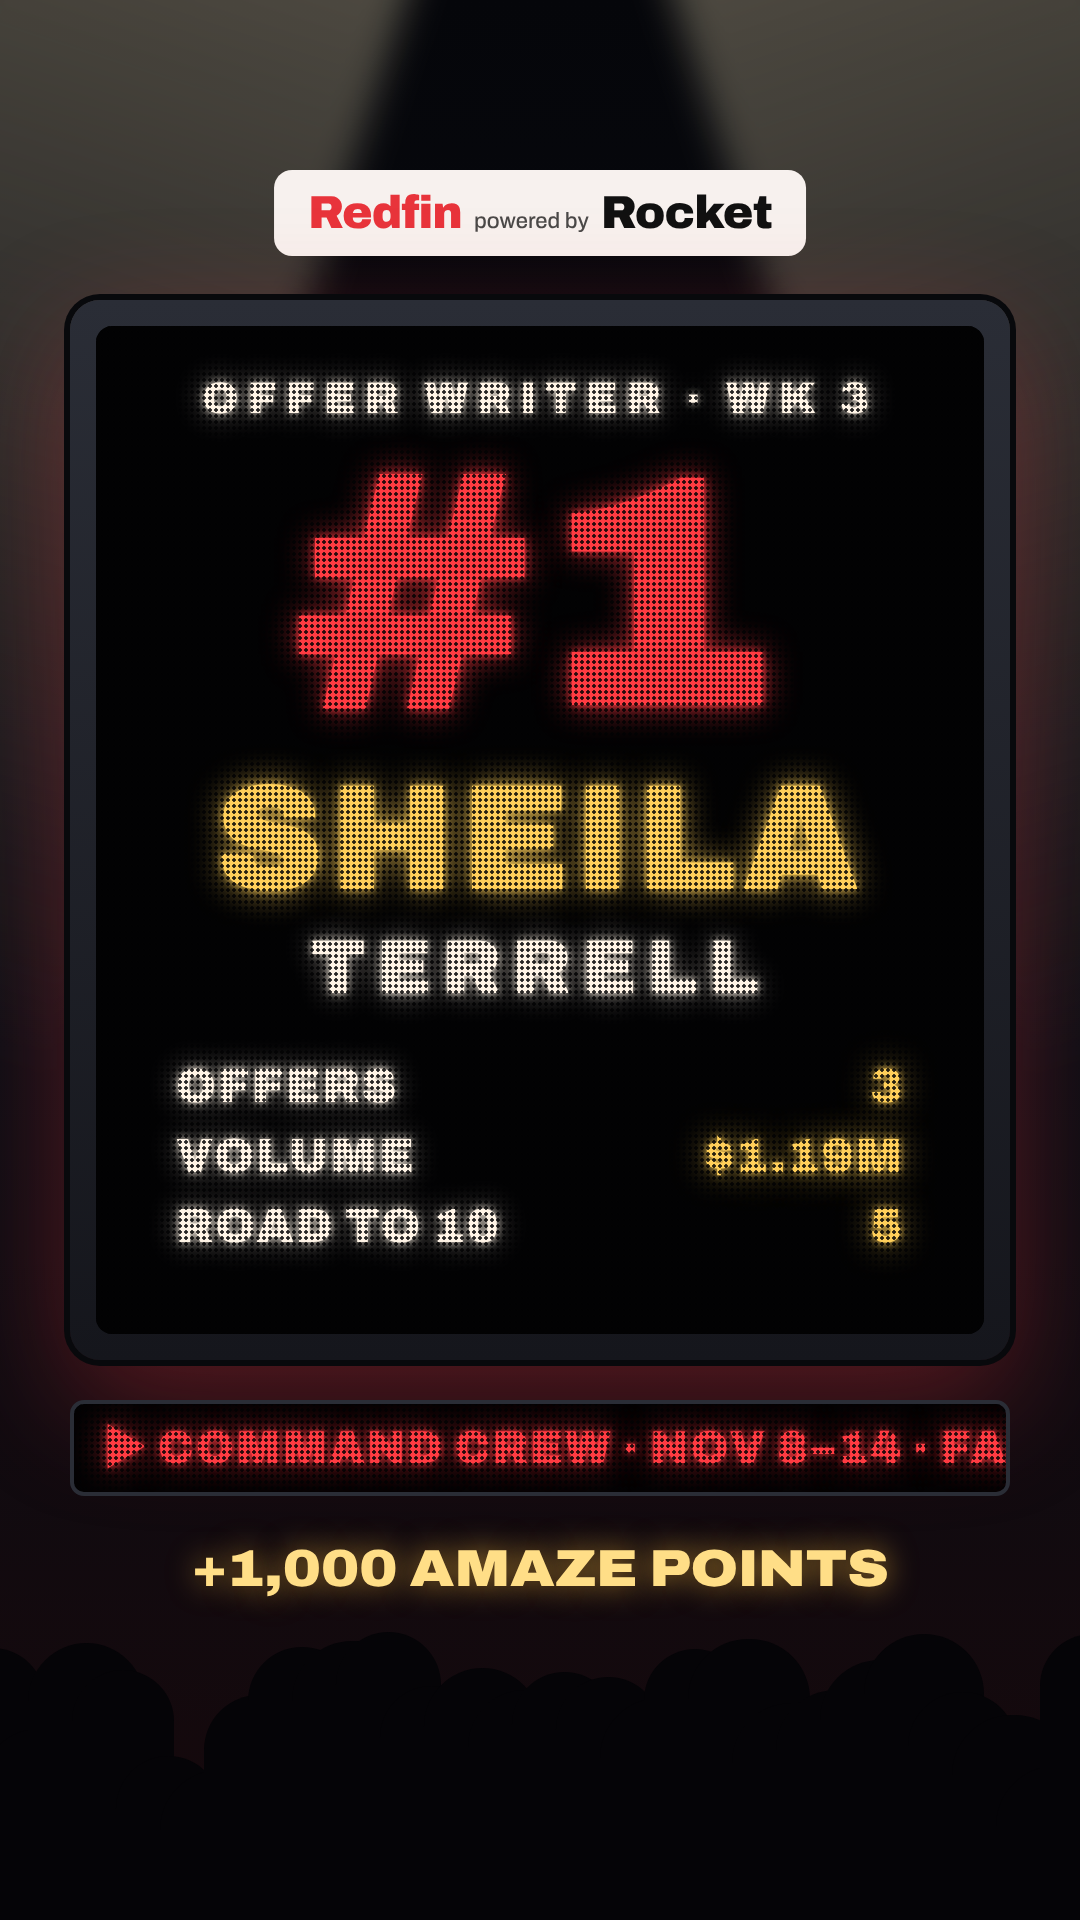 Redfin powered by Rocket
OFFER WRITER · WK 3
#1
SHEILA
TERRELL
OFFERS 3
VOLUME $1.19M
ROAD TO 10 5
▶ COMMAND CREW · NOV 8–14 · FA
+1,000 AMAZE POINTS